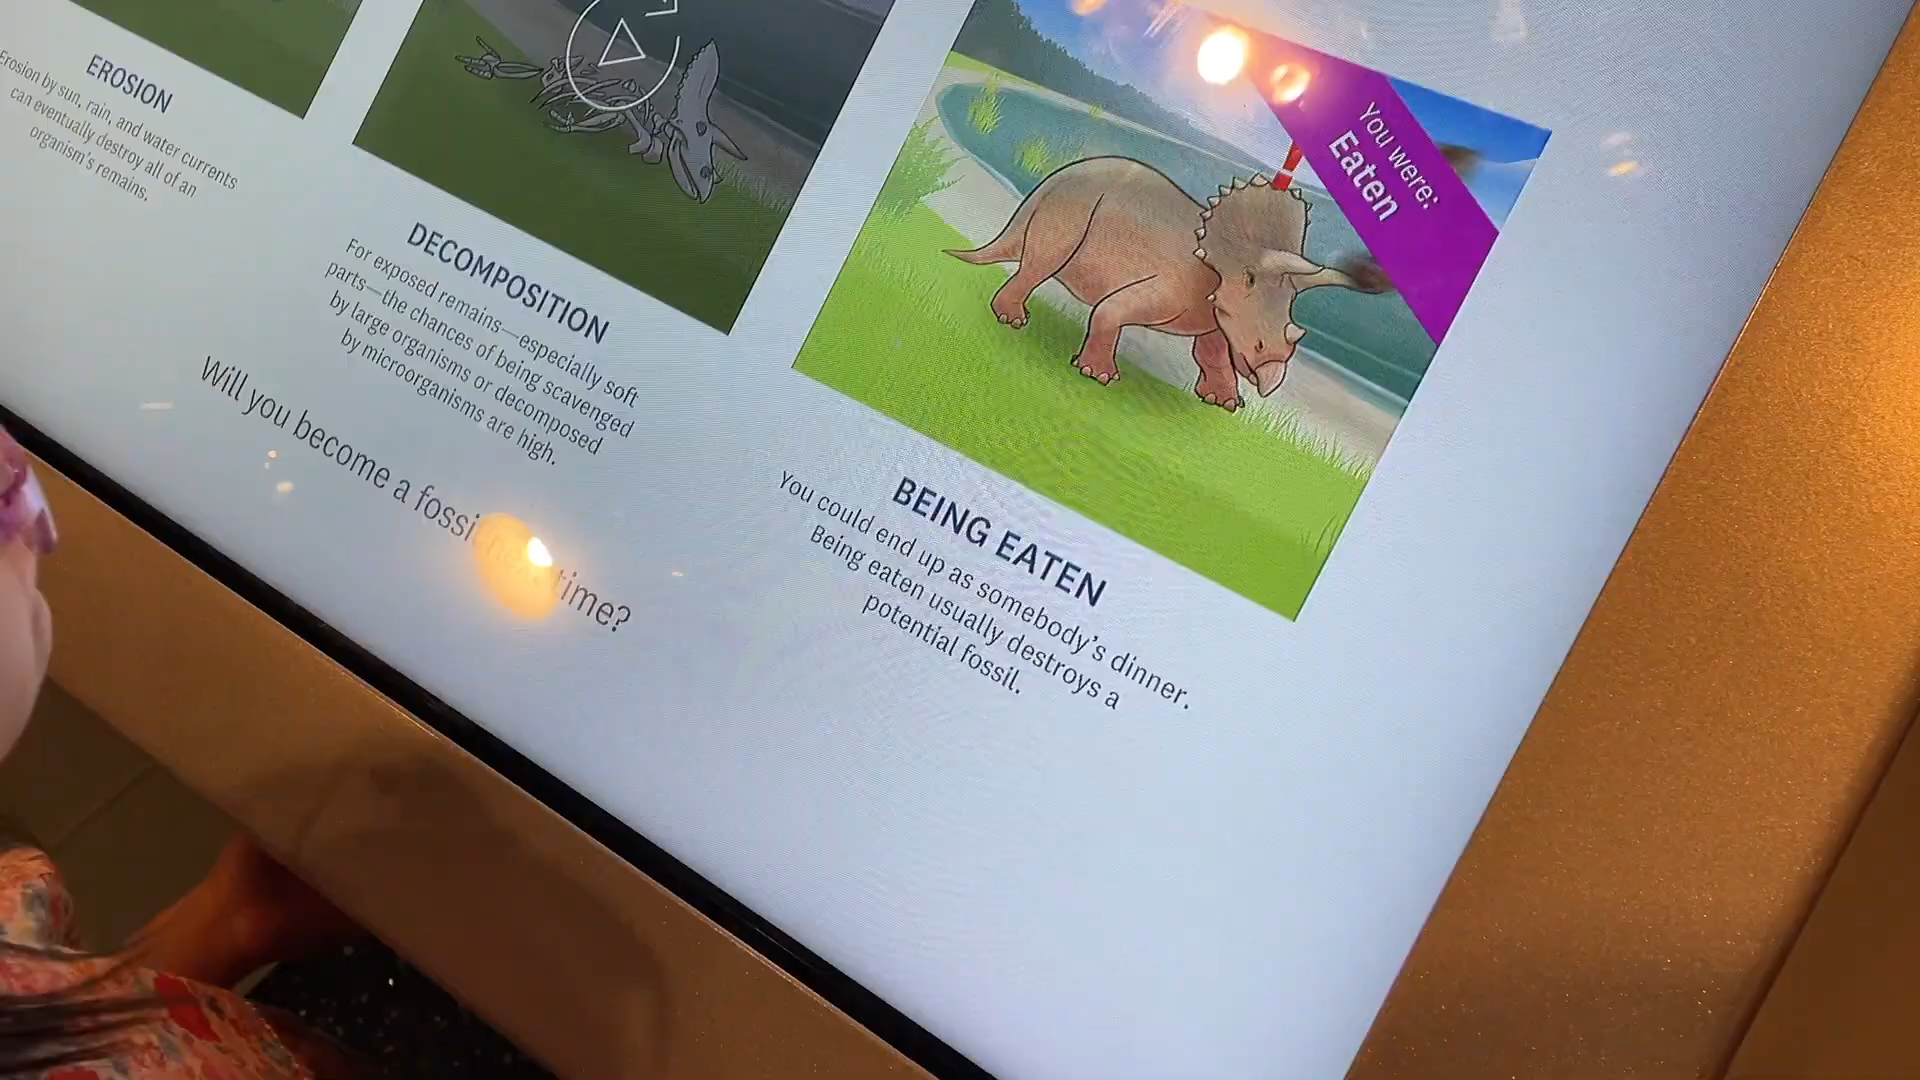 EROSION
Erosion by sun, rain, and water currents
can eventually destroy all of an
organism's remains.
DECOMPOSITION
For exposed remains—especially soft
parts—the chances of being scavenged
by large organisms or decomposed
by microorganisms are high.
You were:
Eaten
BEING EATEN
You could end up as somebody's dinner.
Being eaten usually destroys a
potential fossil.
Will you become a fossil time?